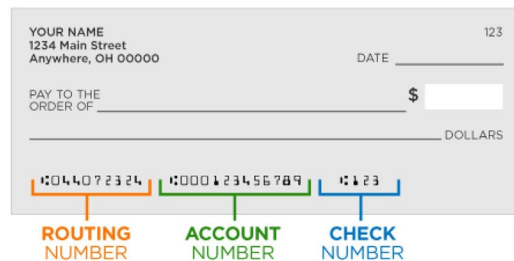 YOUR NAME 123
1234 Main Street
Anywhere, OH 00000
DATE
PAY TO THE
ORDER OF $
DOLLARS
⑆044072324 ⑆000123456789 ⑆123
ROUTING ACCOUNT CHECK
NUMBER NUMBER NUMBER